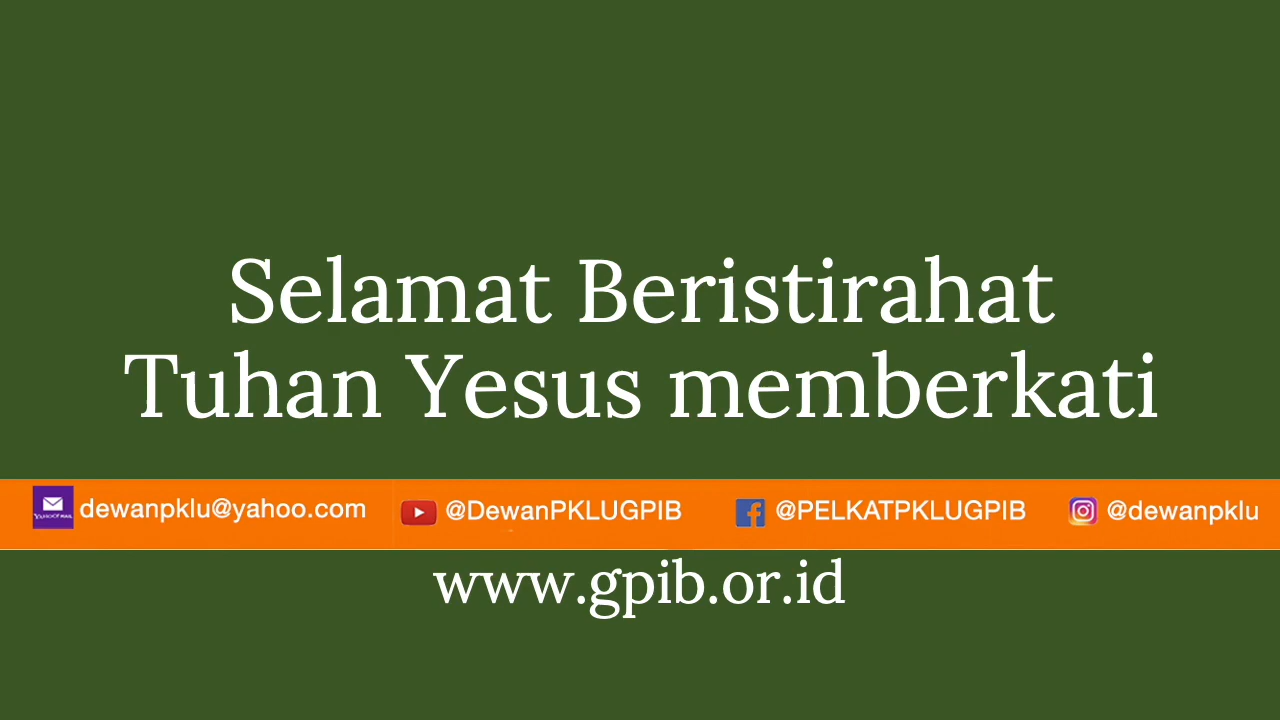 Selamat Beristirahat
Tuhan Yesus memberkati
dewanpklu@yahoo.com @DewanPKLUGPIB @PELKATPKLUGPIB @dewanpklu
www.gpib.or.id